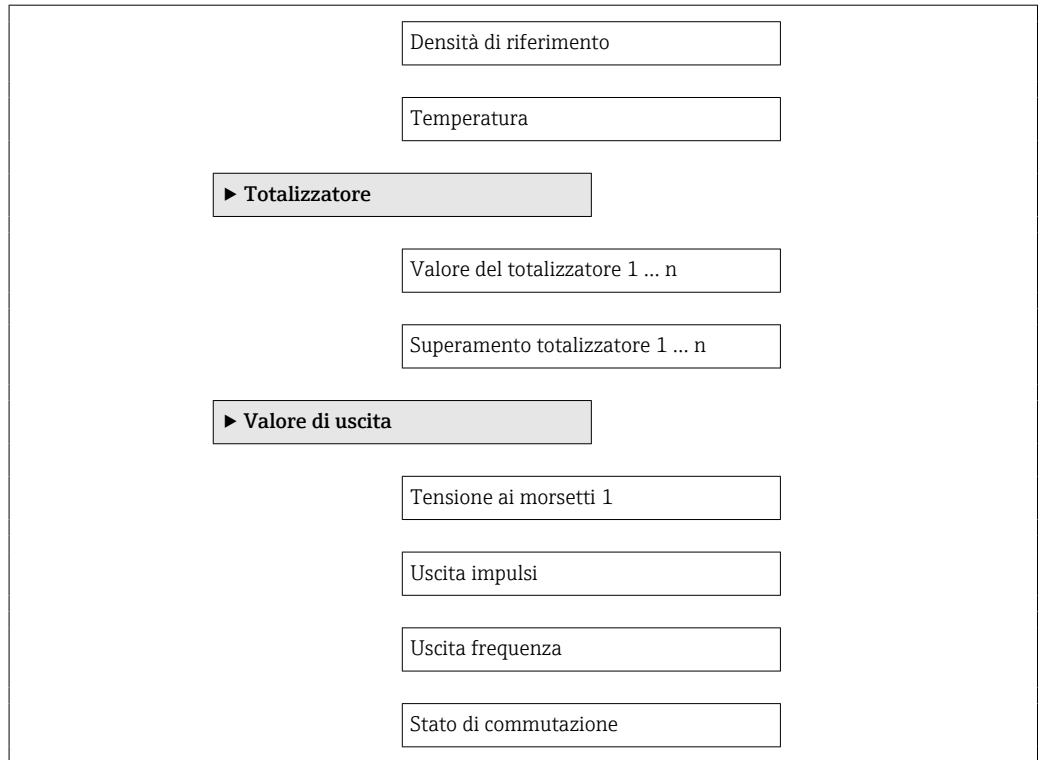 Densità di riferimento
Temperatura
▶ Totalizzatore
Valore del totalizzatore 1 … n
Superamento totalizzatore 1 … n
▶ Valore di uscita
Tensione ai morsetti 1
Uscita impulsi
Uscita frequenza
Stato di commutazione